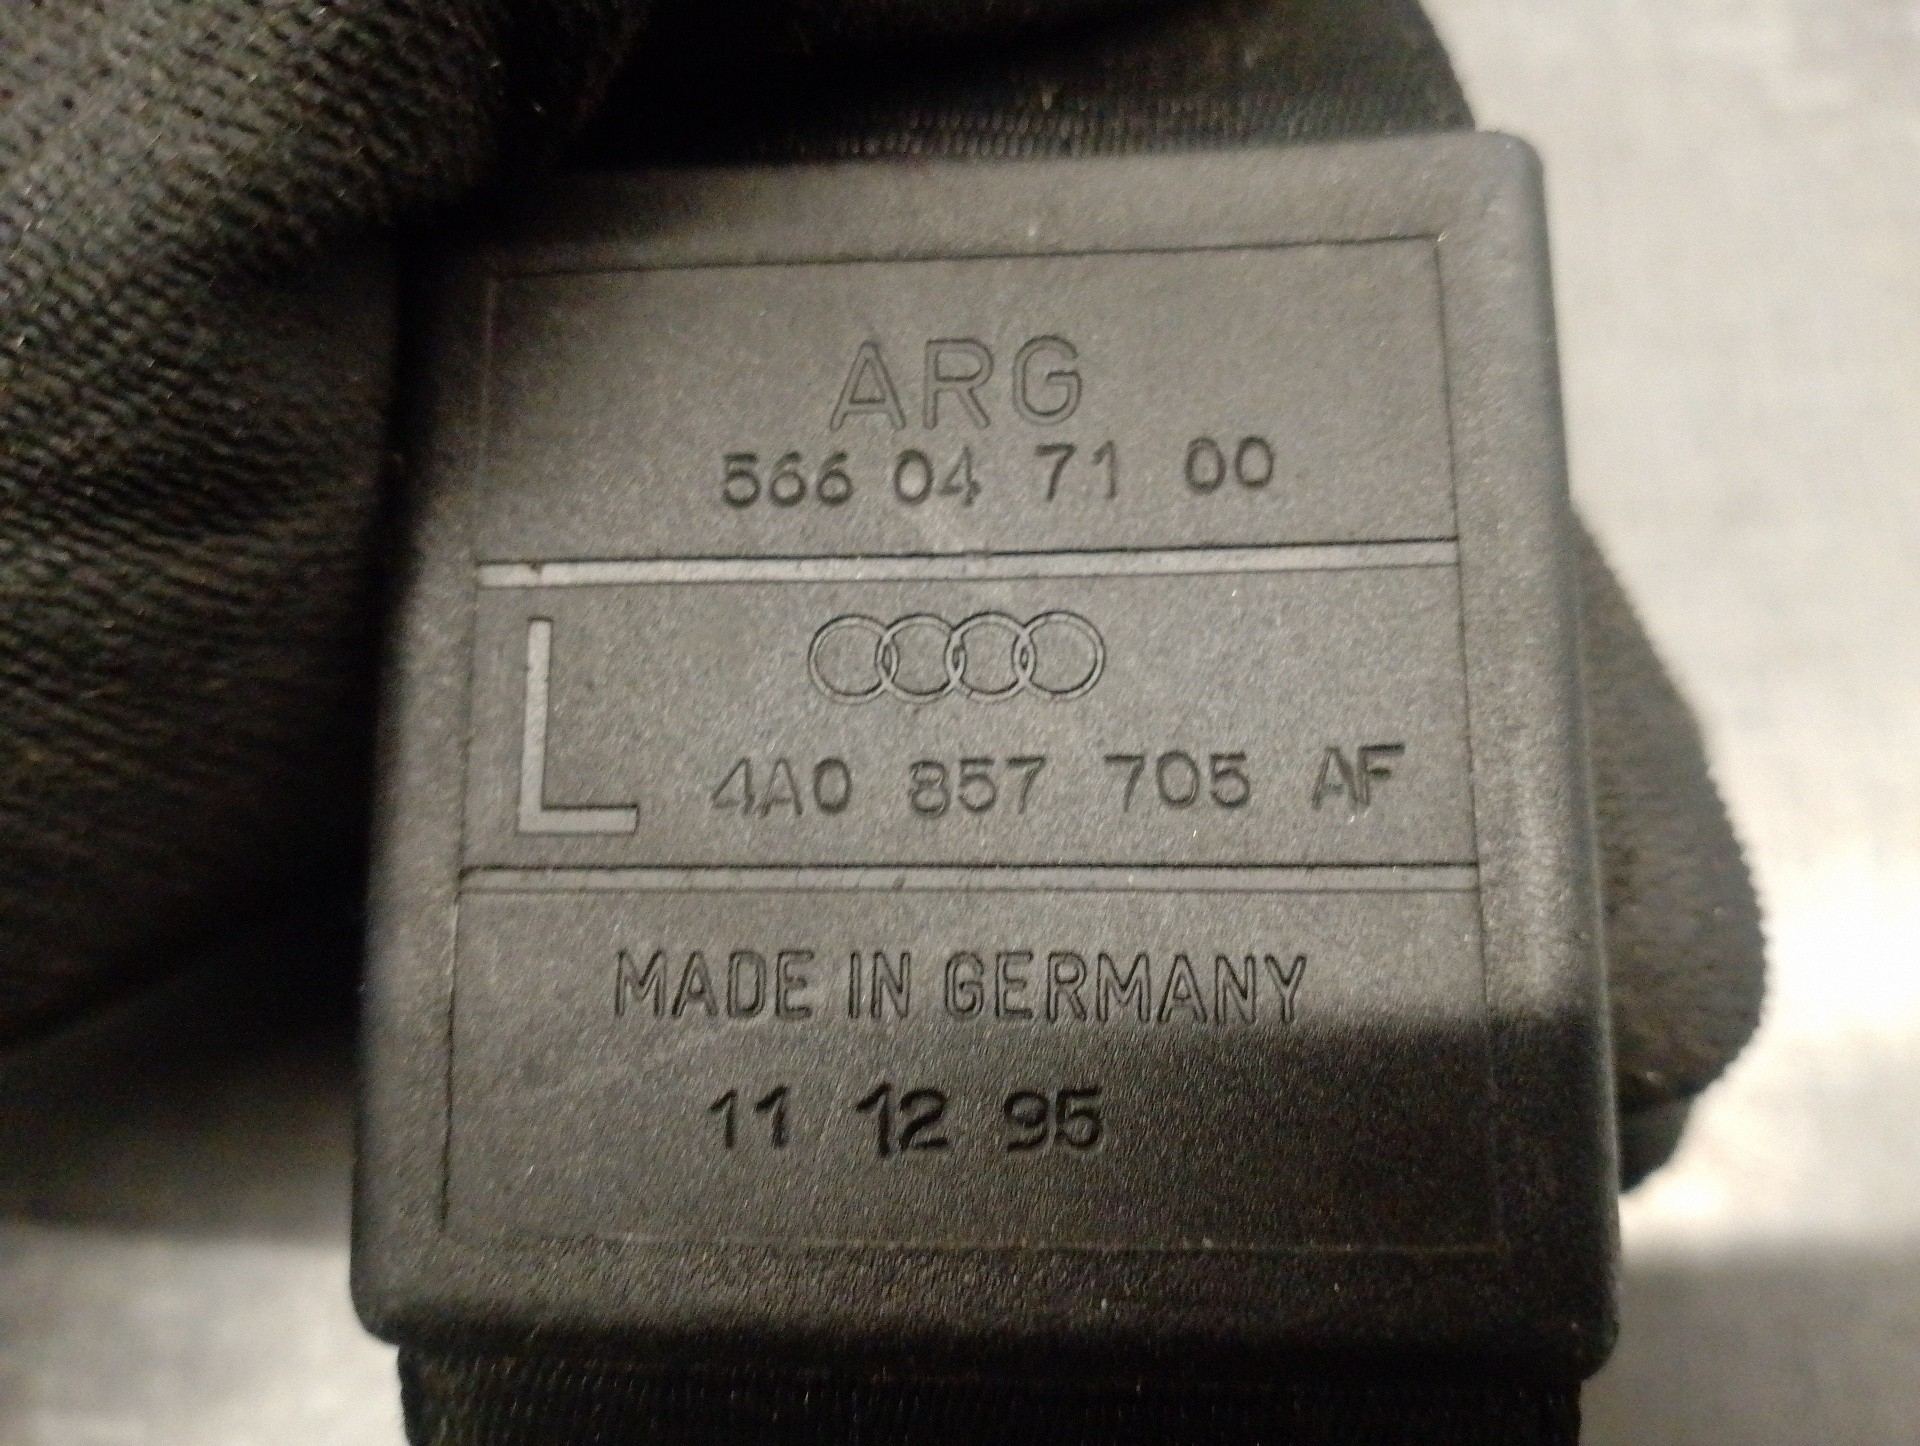 ARG
566 04 71 00
L 4A0 857 705 AF
MADE IN GERMANY
11 12 95